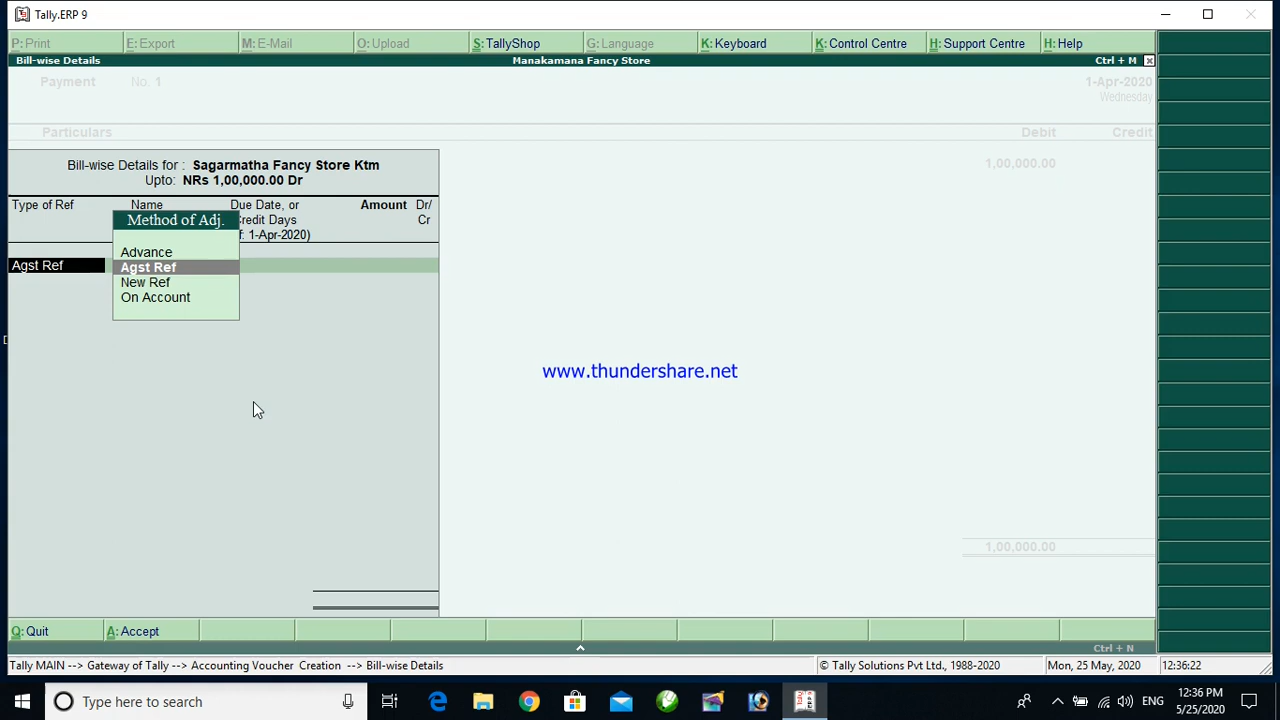 Tally.ERP 9
P: Print E: Export M: E-Mail O: Upload S: TallyShop G: Language K: Keyboard K: Control Centre H: Support Centre H: Help
Bill-wise Details Manakamana Fancy Store Ctrl + M
Payment No. 1 1-Apr-2020
Wednesday
Particulars Debit Credit
Bill-wise Details for : Sagarmatha Fancy Store Ktm 1,00,000.00
Upto: NRs 1,00,000.00 Dr
Type of Ref Name Due Date, or Amount Dr/
Method of Adj. Credit Days Cr
f: 1-Apr-2020)
Advance
Agst Ref Agst Ref
New Ref
On Account
www.thundershare.net
1,00,000.00
Q: Quit A: Accept
Ctrl + N
Tally MAIN --> Gateway of Tally --> Accounting Voucher Creation --> Bill-wise Details © Tally Solutions Pvt Ltd., 1988-2020 Mon, 25 May, 2020 12:36:22
Type here to search ENG 12:36 PM
5/25/2020